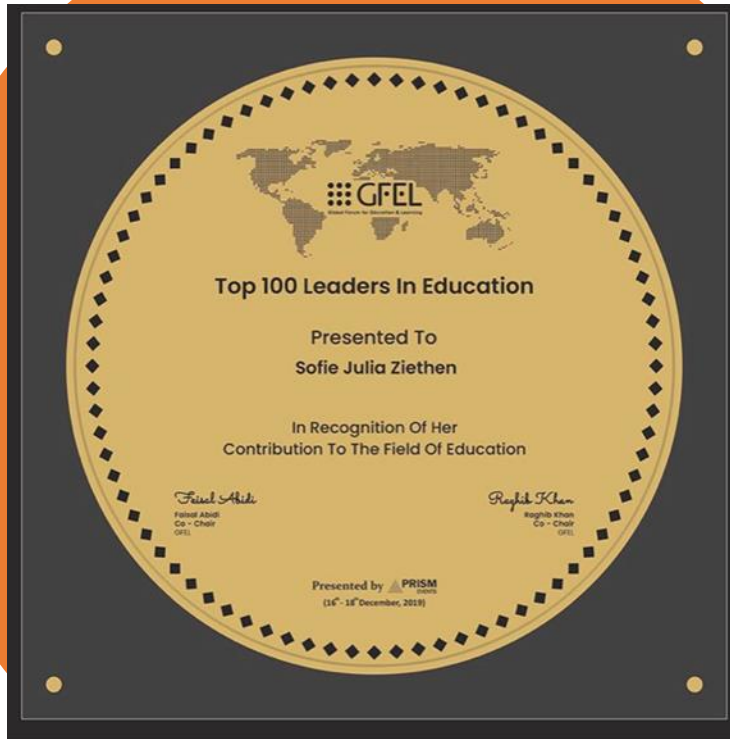 GFEL
Global Forum for Education & Learning
Top 100 Leaders In Education
Presented To
Sofie Julia Ziethen
In Recognition Of Her
Contribution To The Field Of Education
Faisal Abidi
Faisal Abidi
Co - Chair
GFEL
Raghib Khan
Raghib Khan
Co - Chair
GFEL
Presented by PRISM
EVENTS
(16th - 18th December, 2019)